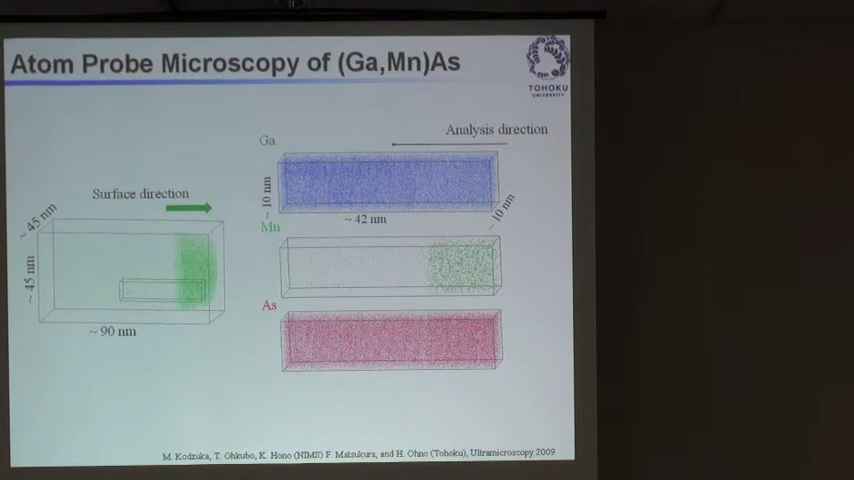 Atom Probe Microscopy of (Ga,Mn)As
TOHOKU
UNIVERSITY
Ga
Analysis direction
~ 10 nm
~ 42 nm
~ 10 nm
Surface direction
~ 45 nm
~ 45 nm
~ 90 nm
Mn
As
M. Kodzuka, T. Ohkubo, K. Hono (NIMS) F. Matsukura, and H. Ohno (Tohoku), Ultramicroscopy 2009